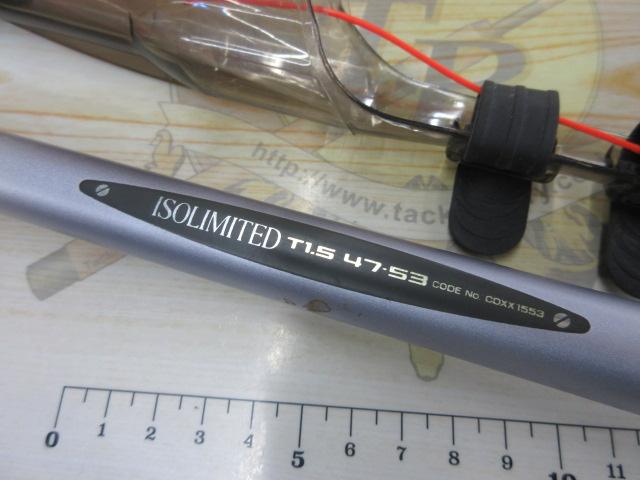 http://www.tack
ISOLIMITED T1.5 47-53 CODE No. CDXX1553
0 1 2 3 4 5 6 7 8 9 10 11